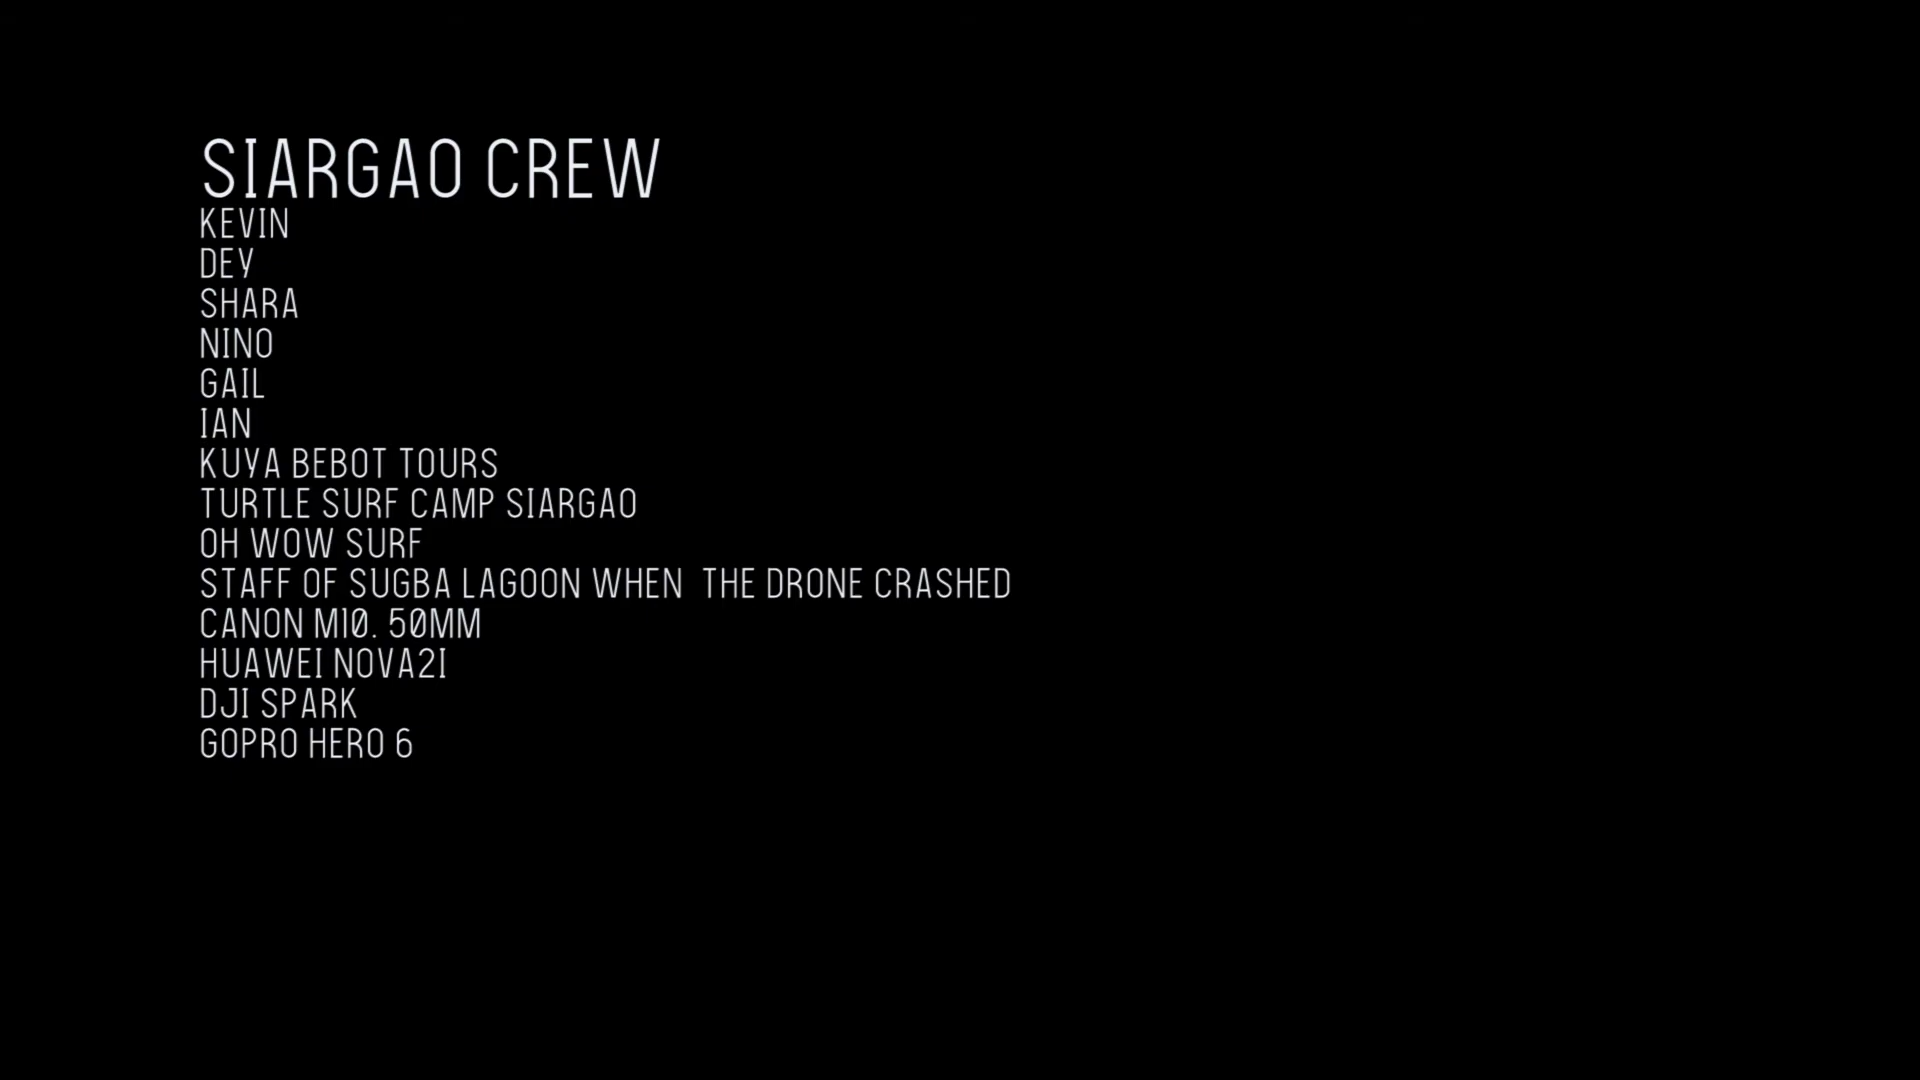 SIARGAO CREW
KEVIN
DEY
SHARA
NINO
GAIL
IAN
KUYA BEBOT TOURS
TURTLE SURF CAMP SIARGAO
OH WOW SURF
STAFF OF SUGBA LAGOON WHEN  THE DRONE CRASHED
CANON M10. 50MM
HUAWEI NOVA2I
DJI SPARK
GOPRO HERO 6